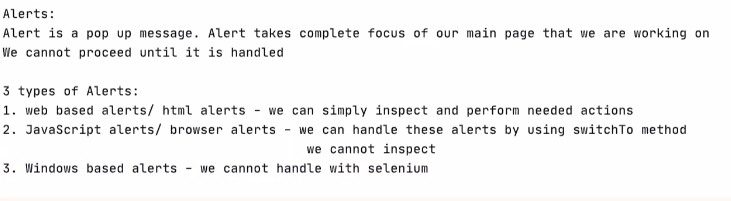 Alerts:
Alert is a pop up message. Alert takes complete focus of our main page that we are working on
We cannot proceed until it is handled
3 types of Alerts:
1. web based alerts/ html alerts - we can simply inspect and perform needed actions
2. JavaScript alerts/ browser alerts - we can handle these alerts by using switchTo method
we cannot inspect
3. Windows based alerts - we cannot handle with selenium